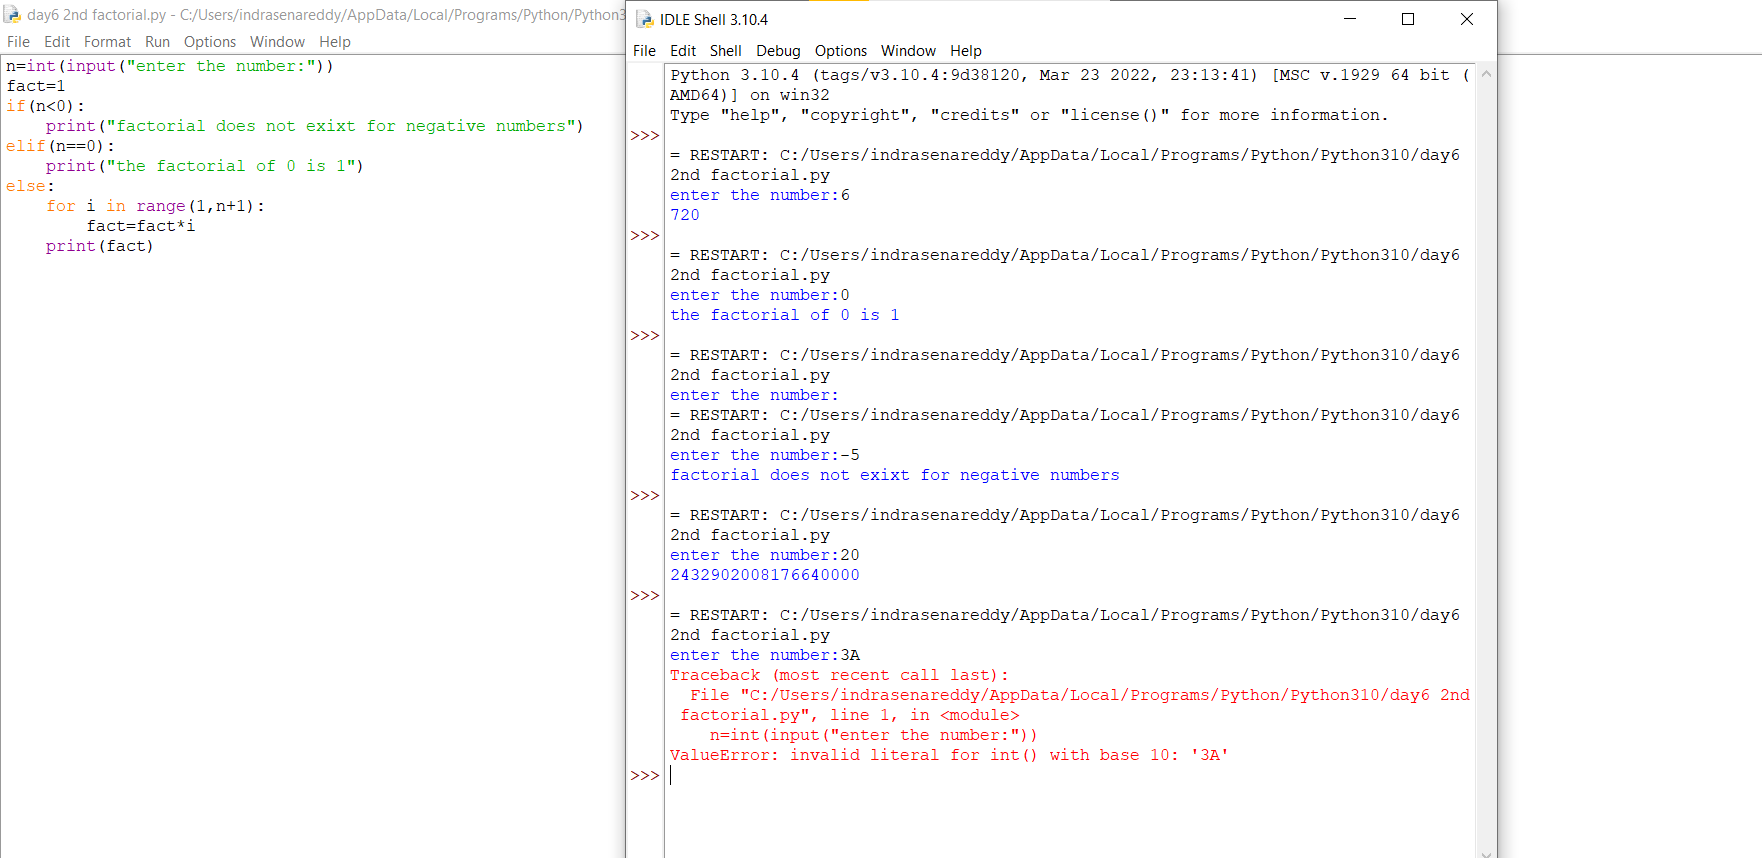 day6 2nd factorial.py - C:/Users/indrasenareddy/AppData/Local/Programs/Python/Python3
File Edit Format Run Options Window Help
n=int(input("enter the number:"))
fact=1
if(n<0):
    print("factorial does not exixt for negative numbers")
elif(n==0):
    print("the factorial of 0 is 1")
else:
    for i in range(1,n+1):
        fact=fact*i
    print(fact)
IDLE Shell 3.10.4
File Edit Shell Debug Options Window Help
Python 3.10.4 (tags/v3.10.4:9d38120, Mar 23 2022, 23:13:41) [MSC v.1929 64 bit (
AMD64)] on win32
Type "help", "copyright", "credits" or "license()" for more information.
>>>
= RESTART: C:/Users/indrasenareddy/AppData/Local/Programs/Python/Python310/day6
2nd factorial.py
enter the number:6
720
>>>
= RESTART: C:/Users/indrasenareddy/AppData/Local/Programs/Python/Python310/day6
2nd factorial.py
enter the number:0
the factorial of 0 is 1
>>>
= RESTART: C:/Users/indrasenareddy/AppData/Local/Programs/Python/Python310/day6
2nd factorial.py
enter the number:
= RESTART: C:/Users/indrasenareddy/AppData/Local/Programs/Python/Python310/day6
2nd factorial.py
enter the number:-5
factorial does not exixt for negative numbers
>>>
= RESTART: C:/Users/indrasenareddy/AppData/Local/Programs/Python/Python310/day6
2nd factorial.py
enter the number:20
2432902008176640000
>>>
= RESTART: C:/Users/indrasenareddy/AppData/Local/Programs/Python/Python310/day6
2nd factorial.py
enter the number:3A
Traceback (most recent call last):
  File "C:/Users/indrasenareddy/AppData/Local/Programs/Python/Python310/day6 2nd
 factorial.py", line 1, in <module>
    n=int(input("enter the number:"))
ValueError: invalid literal for int() with base 10: '3A'
>>>